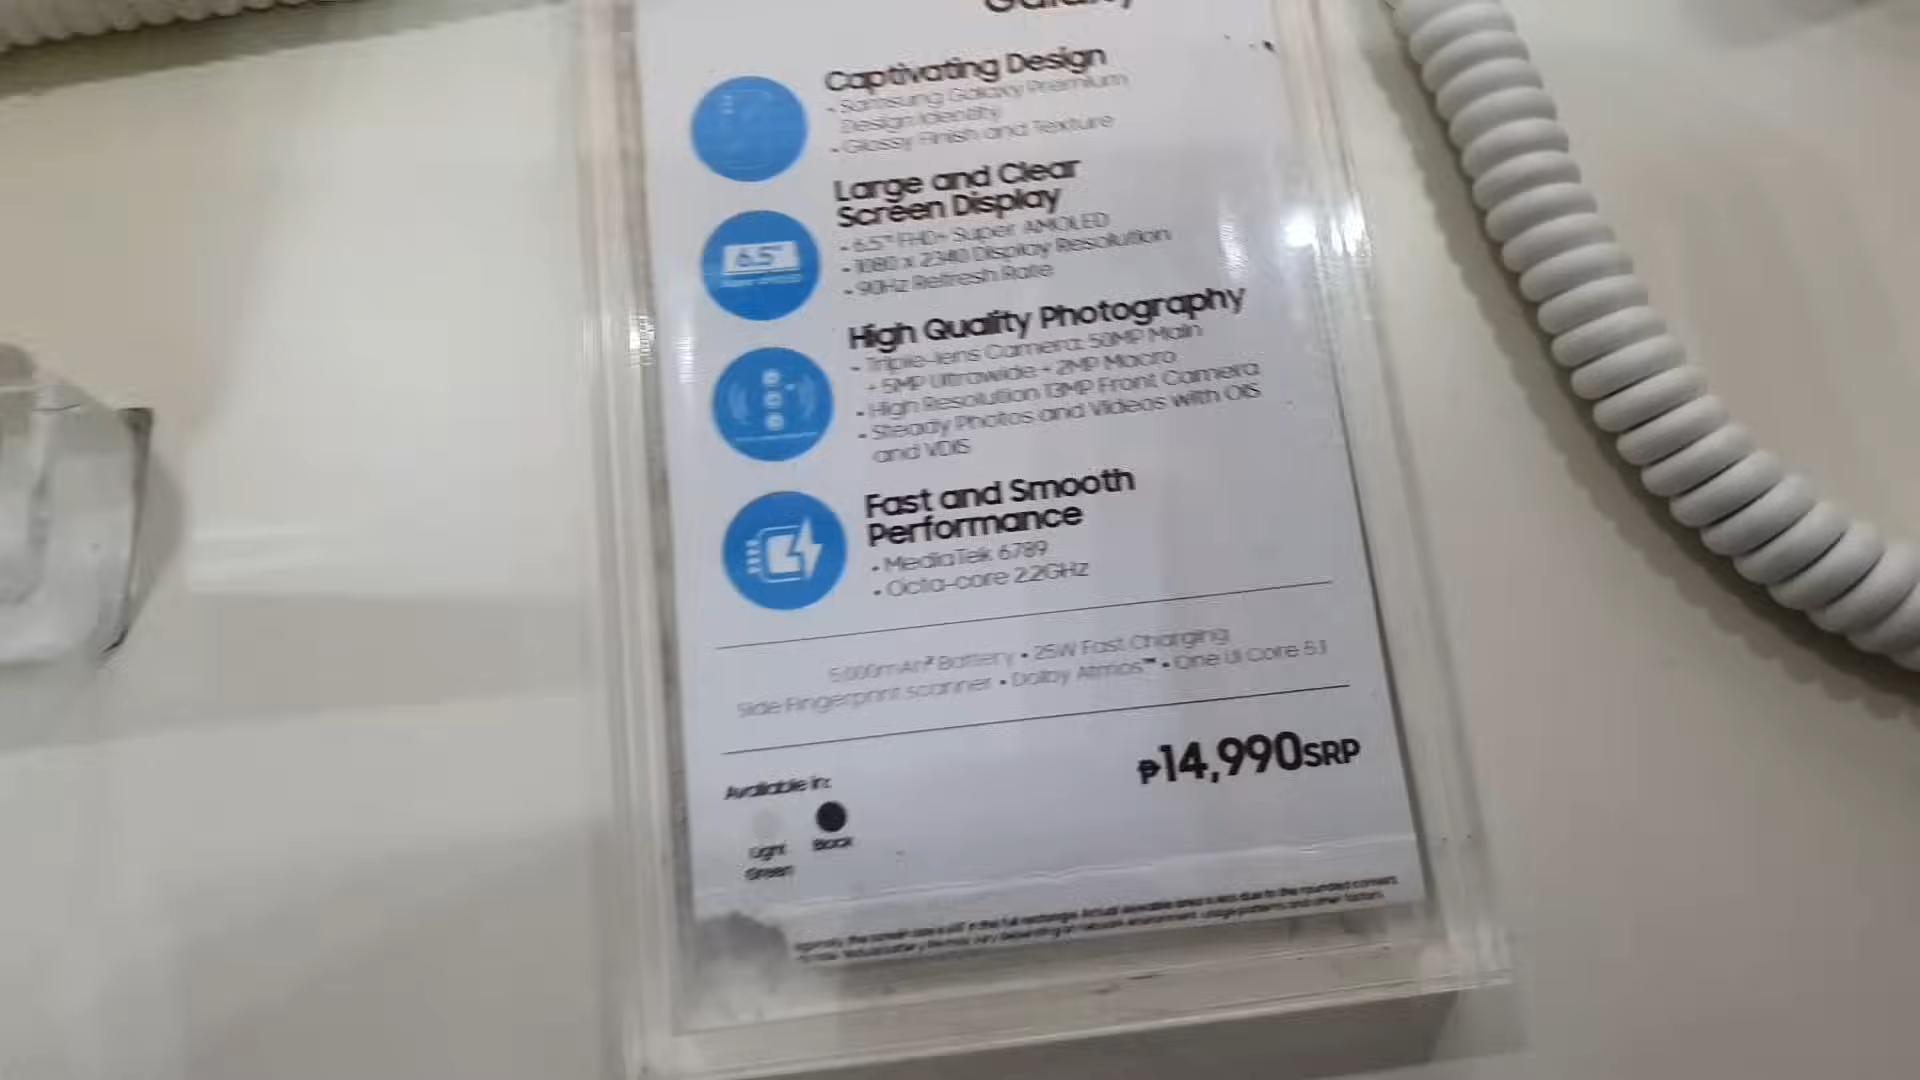 Galaxy
Captivating Design
• Samsung Galaxy Premium
Design Identity
• Glossy Finish and Texture
Large and Clear
Screen Display
6.5"
• 6.5" FHD+ Super AMOLED
• 1080 x 2340 Display Resolution
• 90Hz Refresh Rate
High Quality Photography
• Triple-lens Camera: 50MP Main
+ 5MP Ultrawide + 2MP Macro
• High Resolution 13MP Front Camera
• Steady Photos and Videos with OIS
and VDIS
Fast and Smooth
Performance
• MediaTek 6789
• Octa-core 2.2GHz
5,000mAh² Battery • 25W Fast Charging
Side Fingerprint scanner • Dolby Atmos™ • One UI Core 5.1
₱14,990SRP
Available in:
Light
Green
Black